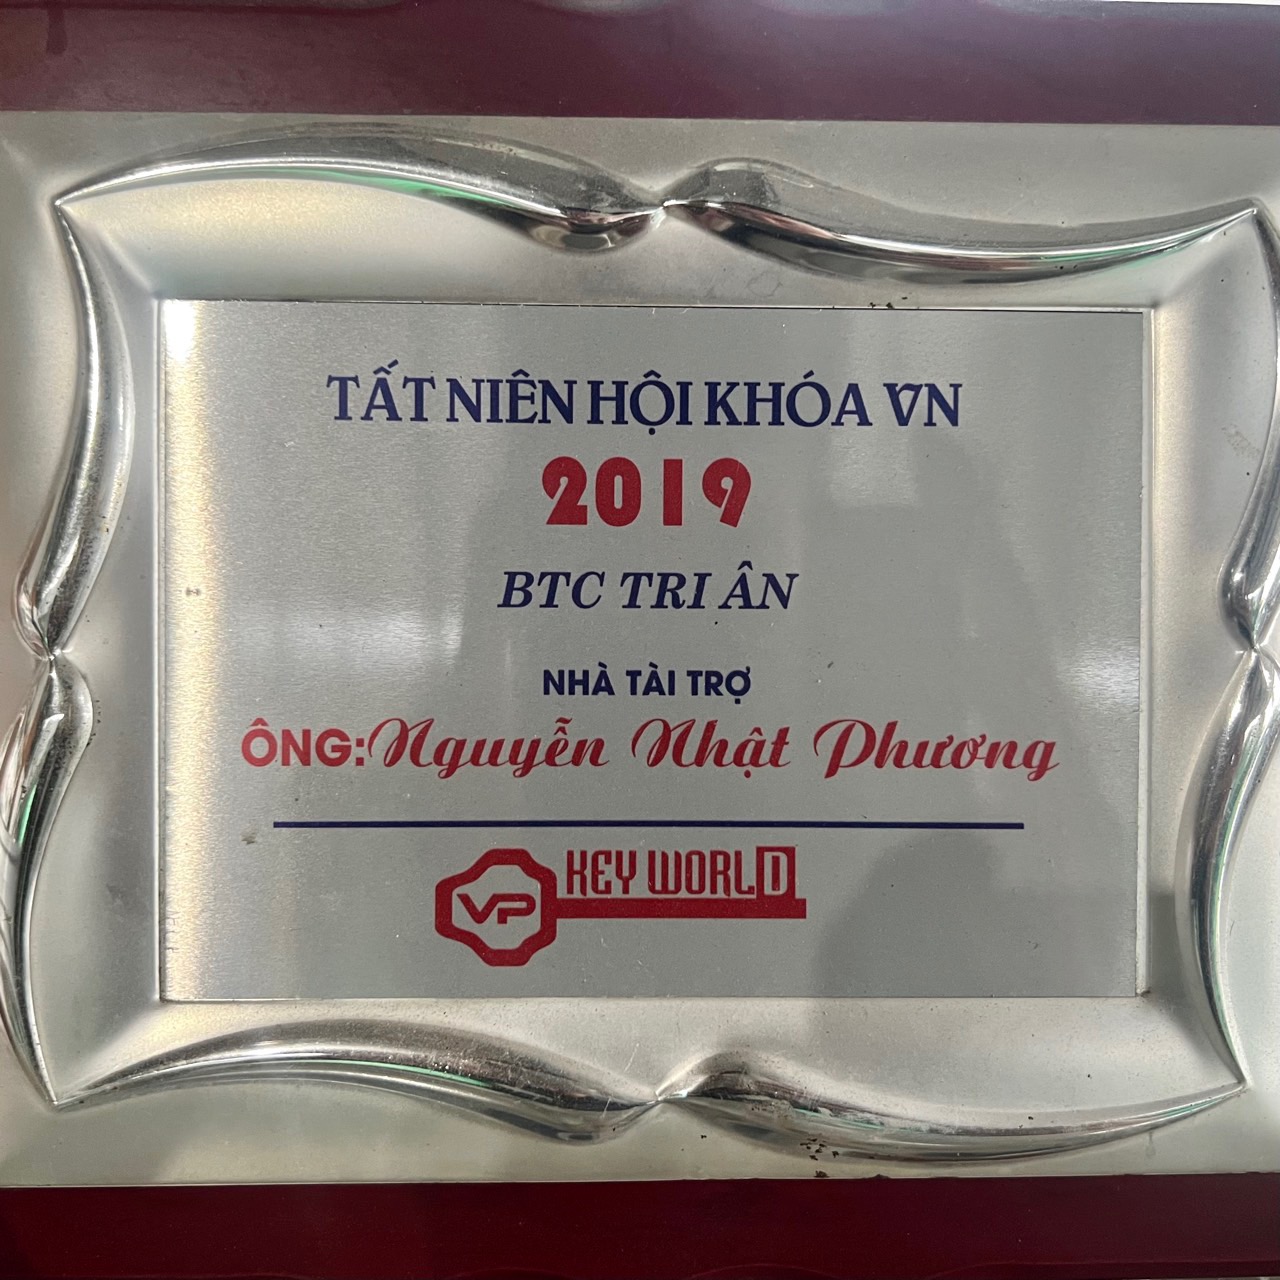 TẤT NIÊN HỘI KHÓA VN
2019
BTC TRI ÂN
NHÀ TÀI TRỢ
ÔNG: Nguyễn Nhật Phương
KEY WORLD
VP